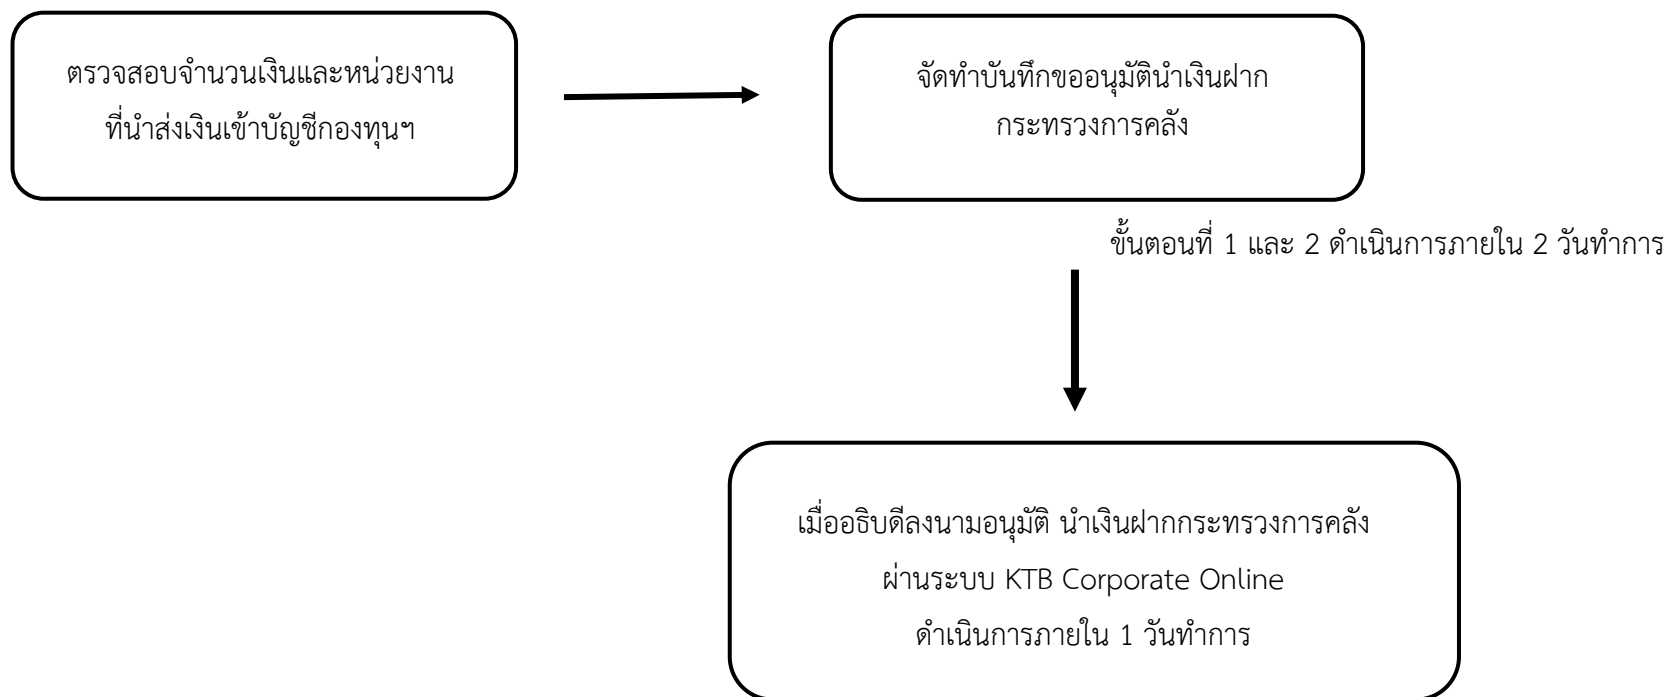 ตรวจสอบจำนวนเงินและหน่วยงาน
ที่นำส่งเงินเข้าบัญชีกองทุนฯ
จัดทำบันทึกขออนุมัตินำเงินฝาก
กระทรวงการคลัง
ขั้นตอนที่ 1 และ 2 ดำเนินการภายใน 2 วันทำการ
เมื่ออธิบดีลงนามอนุมัติ นำเงินฝากกระทรวงการคลัง
ผ่านระบบ KTB Corporate Online
ดำเนินการภายใน 1 วันทำการ